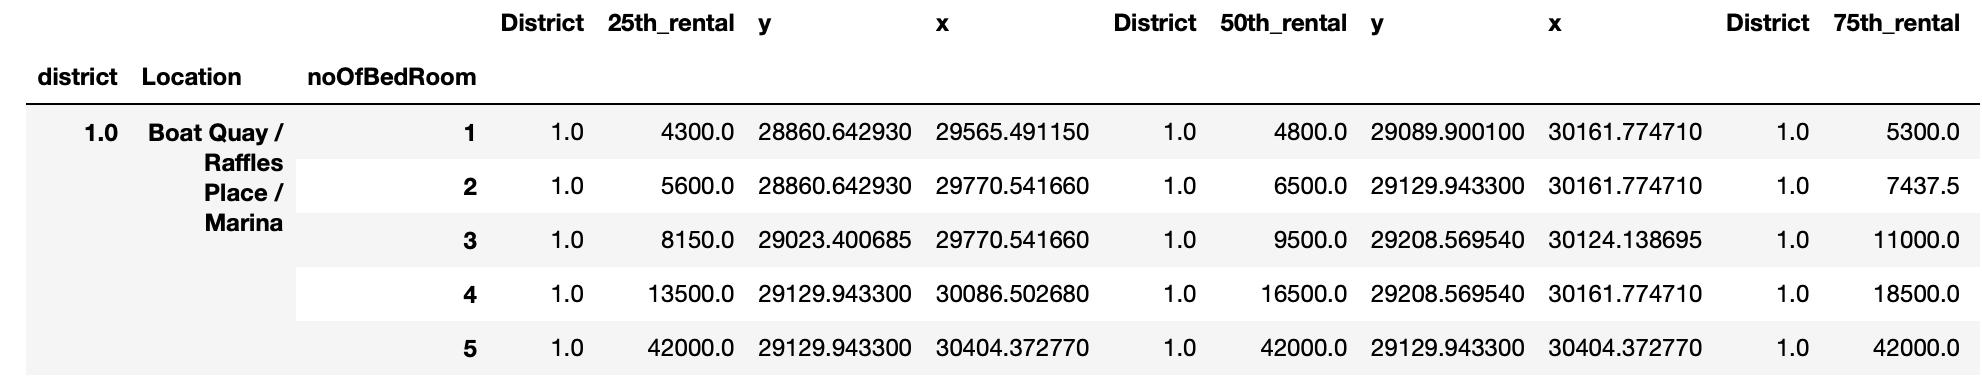 District 25th_rental y x District 50th_rental y x District 75th_rental
district Location noOfBedRoom
1.0 Boat Quay / 1 1.0 4300.0 28860.642930 29565.491150 1.0 4800.0 29089.900100 30161.774710 1.0 5300.0
Raffles
Place / 2 1.0 5600.0 28860.642930 29770.541660 1.0 6500.0 29129.943300 30161.774710 1.0 7437.5
Marina
3 1.0 8150.0 29023.400685 29770.541660 1.0 9500.0 29208.569540 30124.138695 1.0 11000.0
4 1.0 13500.0 29129.943300 30086.502680 1.0 16500.0 29208.569540 30161.774710 1.0 18500.0
5 1.0 42000.0 29129.943300 30404.372770 1.0 42000.0 29129.943300 30404.372770 1.0 42000.0